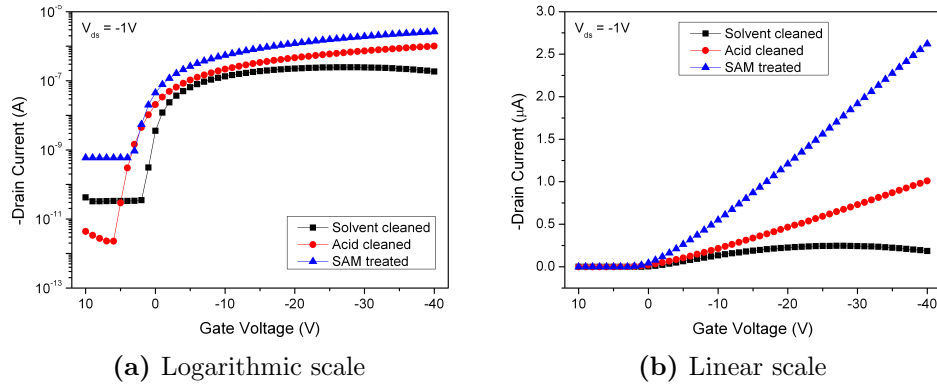 V_ds = -1V
Solvent cleaned
Acid cleaned
SAM treated
-Drain Current (A)
10^-5
10^-7
10^-9
10^-11
10^-13
10 0 -10 -20 -30 -40
Gate Voltage (V)
(a) Logarithmic scale
V_ds = -1V
Solvent cleaned
Acid cleaned
SAM treated
-Drain Current (μA)
3.0
2.5
2.0
1.5
1.0
0.5
0.0
10 0 -10 -20 -30 -40
Gate Voltage (V)
(b) Linear scale